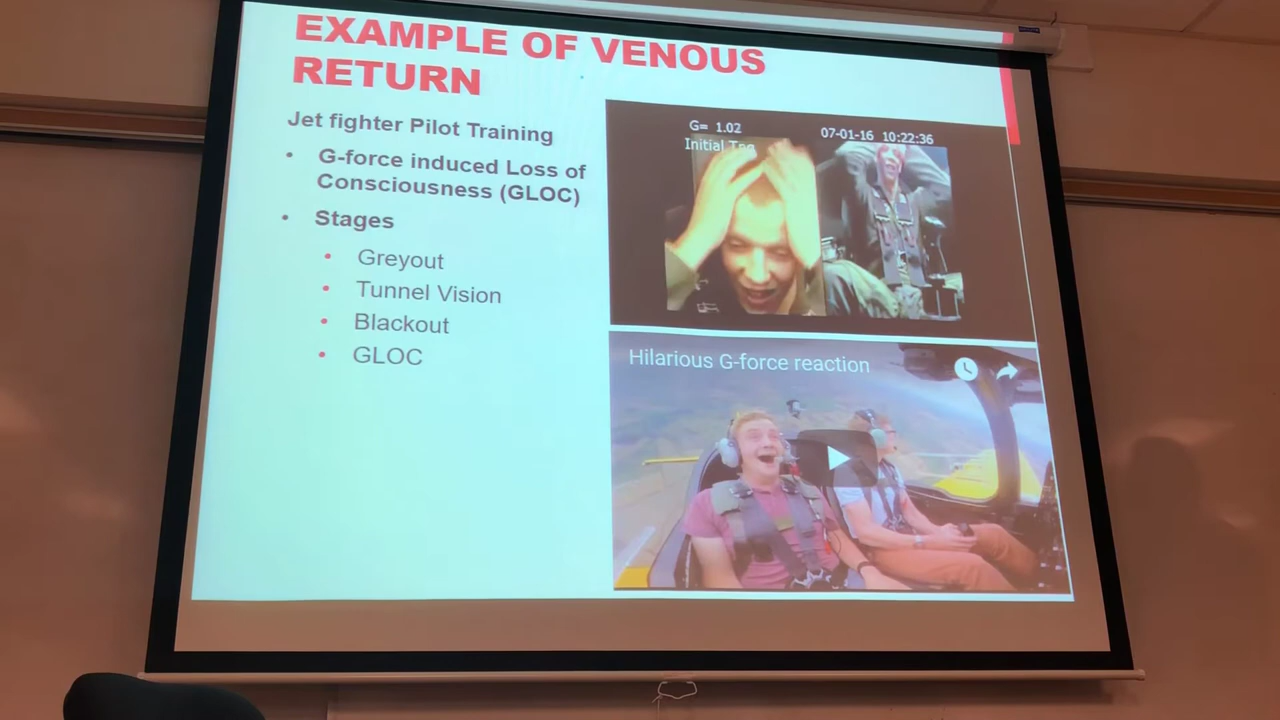 EXAMPLE OF VENOUS
RETURN
Jet fighter Pilot Training
• G-force induced Loss of
Consciousness (GLOC)
• Stages
• Greyout
• Tunnel Vision
• Blackout
• GLOC
G= 1.02
07-01-16 10:22:36
Initial
Hilarious G-force reaction